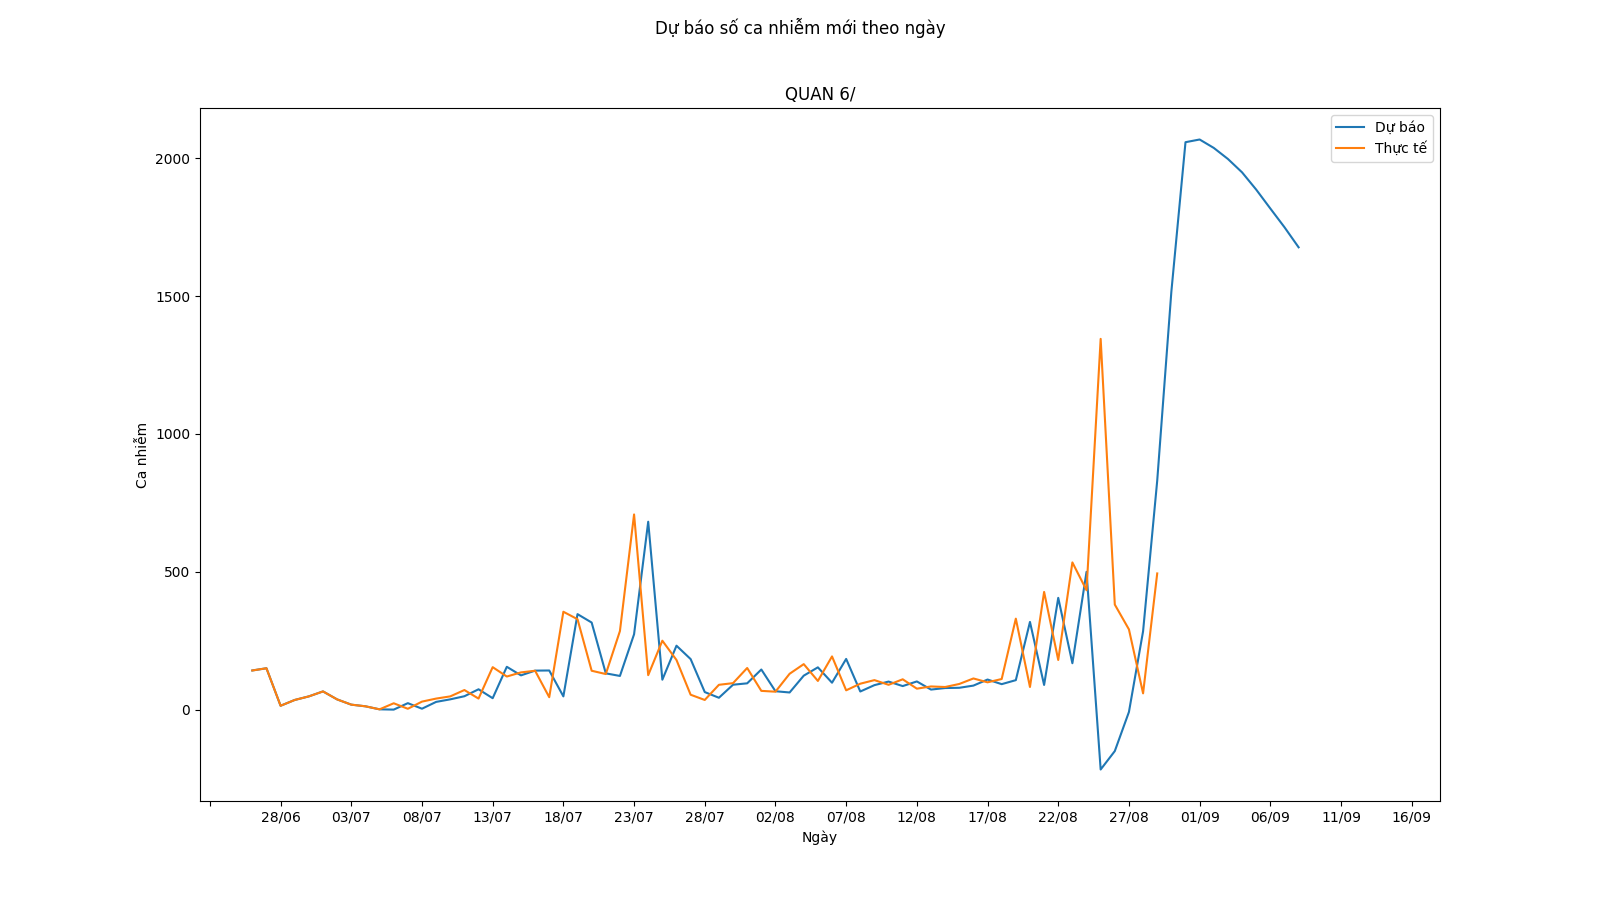 Dự báo số ca nhiễm mới theo ngày
QUAN 6/
Dự báo
Thực tế
2000
1500
1000
500
0
Ca nhiễm
28/06 03/07 08/07 13/07 18/07 23/07 28/07 02/08 07/08 12/08 17/08 22/08 27/08 01/09 06/09 11/09 16/09
Ngày